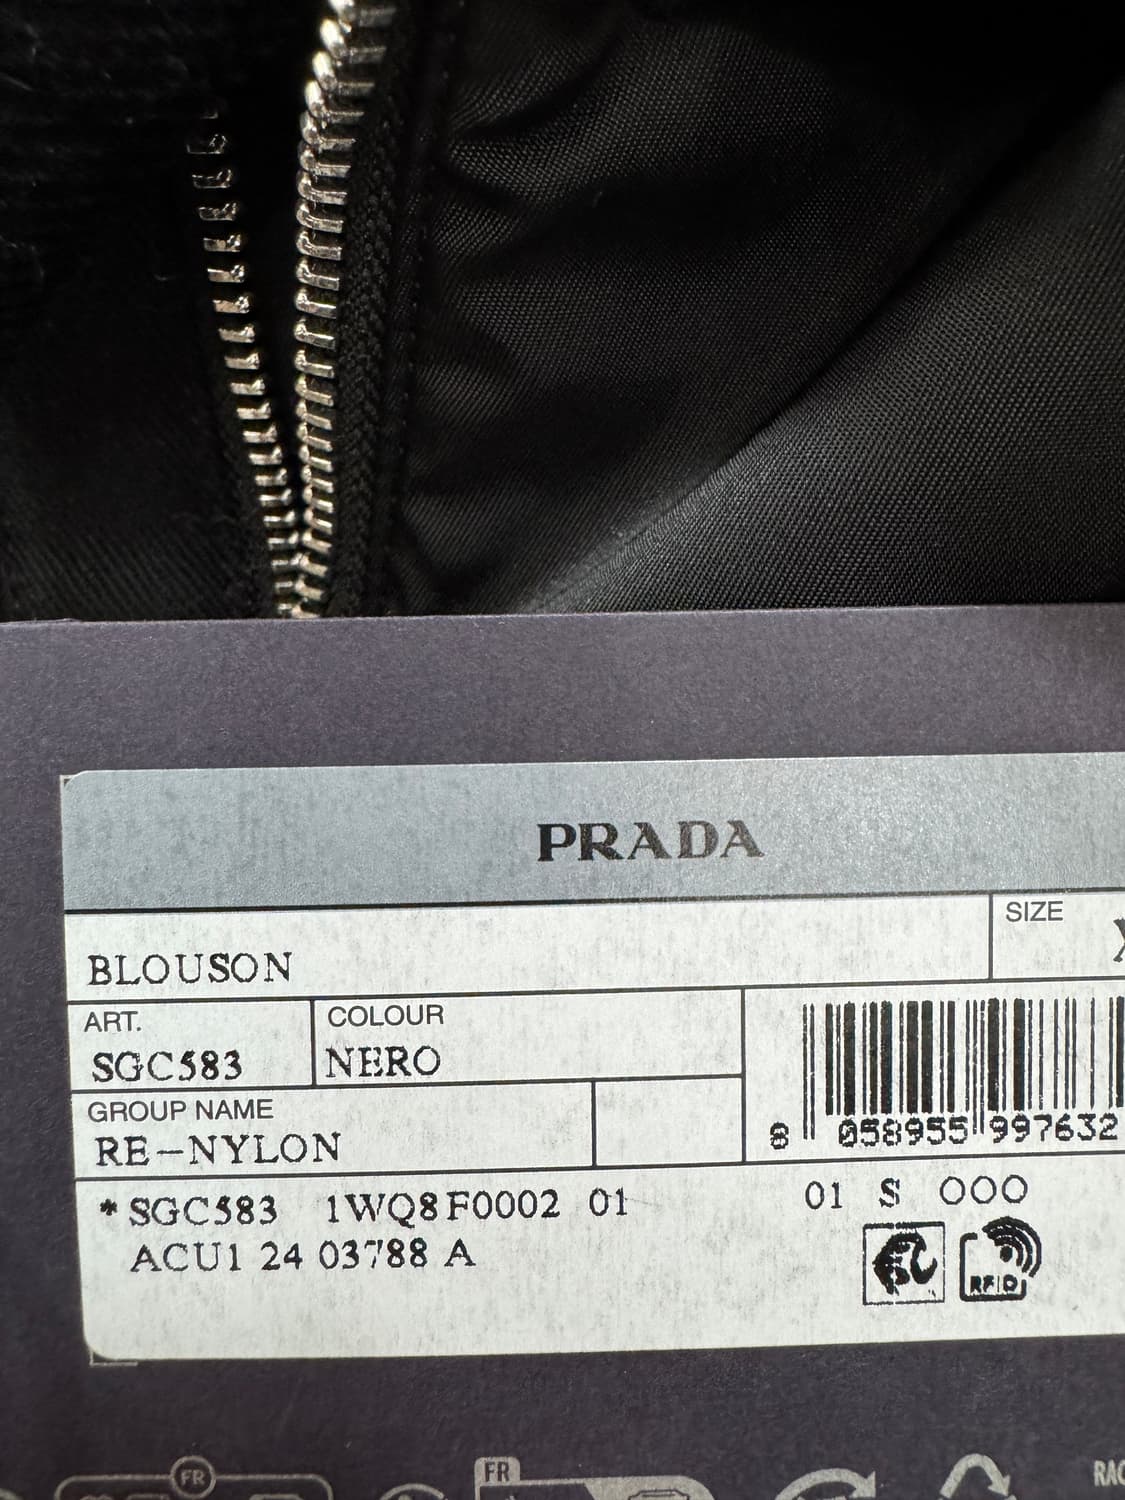 PRADA
BLOUSON
SIZE
ART.
SGC583
COLOUR
NERO
GROUP NAME
RE-NYLON
8 058955 997632
*SGC583 1WQ8F0002 01
01 S 000
ACU1 24 03788 A
RFID
FR
FR